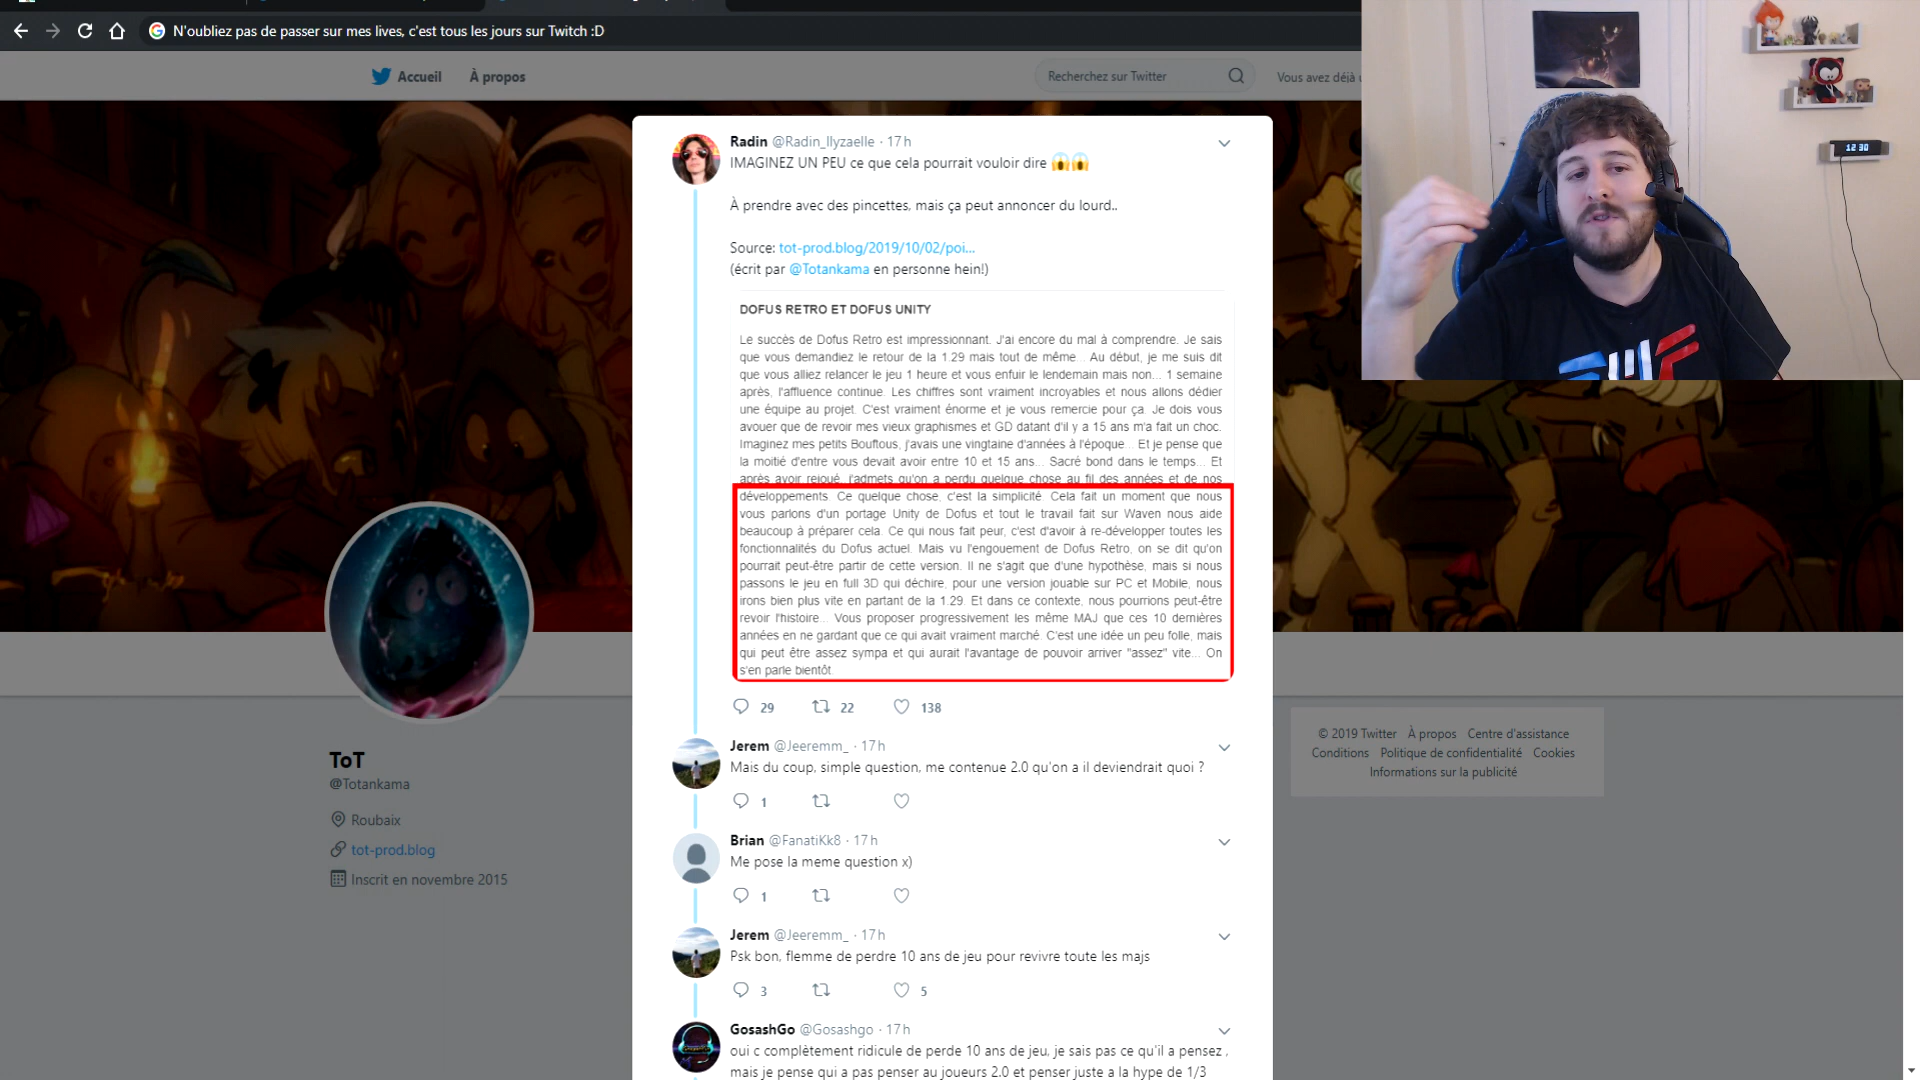 N'oubliez pas de passer sur mes lives, c'est tous les jours sur Twitch :D
Accueil
À propos
Recherchez sur Twitter
Vous avez déjà
12 30
Radin @Radin_Ilyzaelle · 17 h
IMAGINEZ UN PEU ce que cela pourrait vouloir dire 😱😱
À prendre avec des pincettes, mais ça peut annoncer du lourd..
Source: tot-prod.blog/2019/10/02/poi...
(écrit par @Totankama en personne hein!)
DOFUS RETRO ET DOFUS UNITY
Le succès de Dofus Retro est impressionnant. J'ai encore du mal à comprendre. Je sais
que vous demandiez le retour de la 1.29 mais tout de même... Au début, je me suis dit
que vous alliez relancer le jeu 1 heure et vous enfuir le lendemain mais non... 1 semaine
après, l'affluence continue. Les chiffres sont vraiment incroyables et nous allons dédier
une équipe au projet. C'est vraiment énorme et je vous remercie pour ça. Je dois vous
avouer que de revoir mes vieux graphismes et GD datant d'il y a 15 ans m'a fait un choc.
Imaginez mes petits Bouftous, j'avais une vingtaine d'années à l'époque... Et je pense que
la moitié d'entre vous devait avoir entre 10 et 15 ans... Sacré bond dans le temps... Et
après avoir rejoué, j'admets qu'on a perdu quelque chose au fil des années et de nos
développements. Ce quelque chose, c'est la simplicité. Cela fait un moment que nous
vous parlons d'un portage Unity de Dofus et tout le travail fait sur Waven nous aide
beaucoup à préparer cela. Ce qui nous fait peur, c'est d'avoir à re-développer toutes les
fonctionnalités du Dofus actuel. Mais vu l'engouement de Dofus Retro, on se dit qu'on
pourrait peut-être partir de cette version. Il ne s'agit que d'une hypothèse, mais si nous
passons le jeu en full 3D qui déchire, pour une version jouable sur PC et Mobile, nous
irons bien plus vite en partant de la 1.29. Et dans ce contexte, nous pourrions peut-être
revoir l'histoire... Vous proposer progressivement les même MAJ que ces 10 dernières
années en ne gardant que ce qui avait vraiment marché. C'est une idée un peu folle, mais
qui peut être assez sympa et qui aurait l'avantage de pouvoir arriver "assez" vite... On
s'en parle bientôt.
29 22 138
Jerem @Jeeremm_ · 17 h
Mais du coup, simple question, me contenue 2.0 qu'on a il deviendrait quoi ?
1
Brian @FanatiKk8 · 17 h
Me pose la meme question x)
1
Jerem @Jeeremm_ · 17 h
Psk bon, flemme de perdre 10 ans de jeu pour revivre toute les majs
3 5
GosashGo @Gosashgo · 17 h
oui c complètement ridicule de perde 10 ans de jeu, je sais pas ce qu'il a pensez ,
mais je pense qui a pas penser au joueurs 2.0 et penser juste a la hype de 1/3
ToT
@Totankama
Roubaix
tot-prod.blog
Inscrit en novembre 2015
© 2019 Twitter À propos Centre d'assistance
Conditions Politique de confidentialité Cookies
Informations sur la publicité